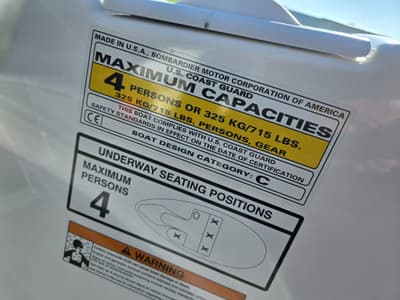 MADE IN U.S.A., BOMBARDIER MOTOR CORPORATION OF AMERICA
U.S. COAST GUARD
MAXIMUM CAPACITIES
4 PERSONS OR 325 KG/715 LBS.
325 KG/715 LBS. PERSONS, GEAR
THIS BOAT COMPLIES WITH U.S. COAST GUARD
SAFETY STANDARDS IN EFFECT ON THE DATE OF CERTIFICATION
CE
BOAT DESIGN CATEGORY: C
UNDERWAY SEATING POSITIONS
MAXIMUM
PERSONS
4
WARNING